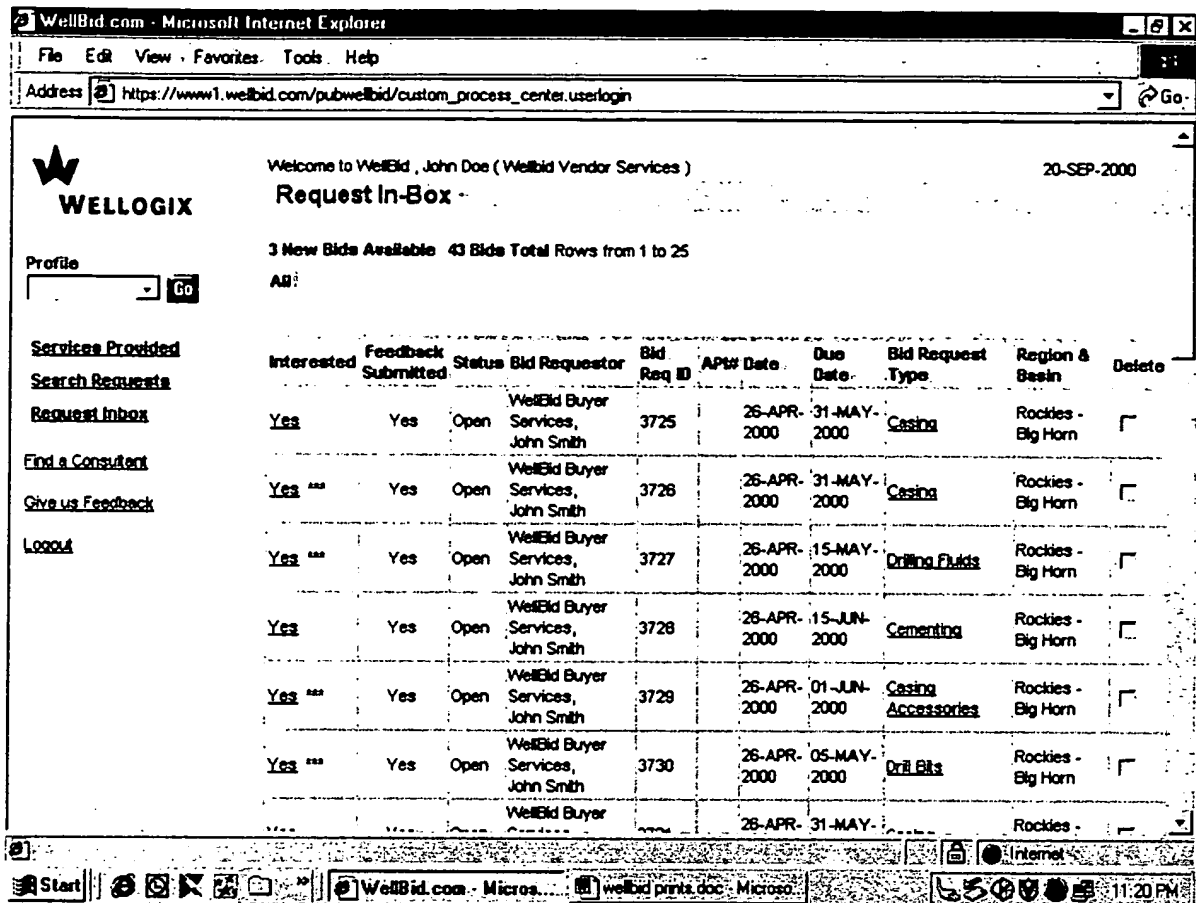 WellBid.com - Microsoft Internet Explorer
File Edit View Favorites Tools Help
Address https://www1.wellbid.com/pubwellbid/custom_process_center.userlogin Go
WELLOGIX
Welcome to WellBid , John Doe ( Wellbid Vendor Services ) 20-SEP-2000
Request In-Box
3 New Bids Available 43 Bids Total Rows from 1 to 25
All
Profile
Go
Services Provided
Search Requests
Request Inbox
Find a Consultant
Give us Feedback
Logout
Interested Feedback Submitted Status Bid Requestor Bid Req ID API# Date Due Date Bid Request Type Region & Basin Delete
Yes Yes Open WellBid Buyer Services, John Smith 3725 26-APR-2000 31-MAY-2000 Casing Rockies - Big Horn
Yes *** Yes Open WellBid Buyer Services, John Smith 3726 26-APR-2000 31-MAY-2000 Casing Rockies - Big Horn
Yes *** Yes Open WellBid Buyer Services, John Smith 3727 26-APR-2000 15-MAY-2000 Drilling Fluids Rockies - Big Horn
Yes Yes Open WellBid Buyer Services, John Smith 3728 26-APR-2000 15-JUN-2000 Cementing Rockies - Big Horn
Yes *** Yes Open WellBid Buyer Services, John Smith 3729 26-APR-2000 01-JUN-2000 Casing Accessories Rockies - Big Horn
Yes *** Yes Open WellBid Buyer Services, John Smith 3730 26-APR-2000 05-MAY-2000 Drill Bits Rockies - Big Horn
WellBid Buyer 26-APR- 31-MAY- Rockies -
Internet
Start WellBid.com - Micros.... wellbid prints.doc - Microso... 11:20 PM